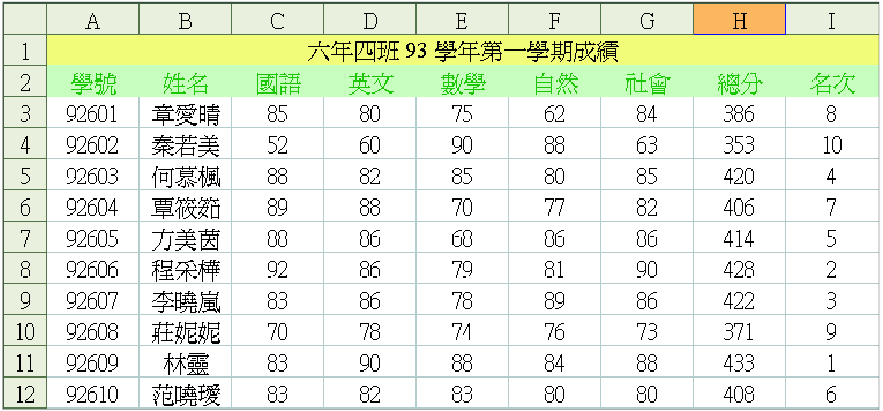 A B C D E F G H I
1 六年四班 93 學年第一學期成績
2 學號 姓名 國語 英文 數學 自然 社會 總分 名次
3 92601 章愛晴 85 80 75 62 84 386 8
4 92602 秦若美 52 60 90 88 63 353 10
5 92603 何慕楓 88 82 85 80 85 420 4
6 92604 覃筱筎 89 88 70 77 82 406 7
7 92605 方美茵 88 86 68 86 86 414 5
8 92606 程采樺 92 86 79 81 90 428 2
9 92607 李曉嵐 83 86 78 89 86 422 3
10 92608 莊妮妮 70 78 74 76 73 371 9
11 92609 林靈 83 90 88 84 88 433 1
12 92610 范曉璦 83 82 83 80 80 408 6